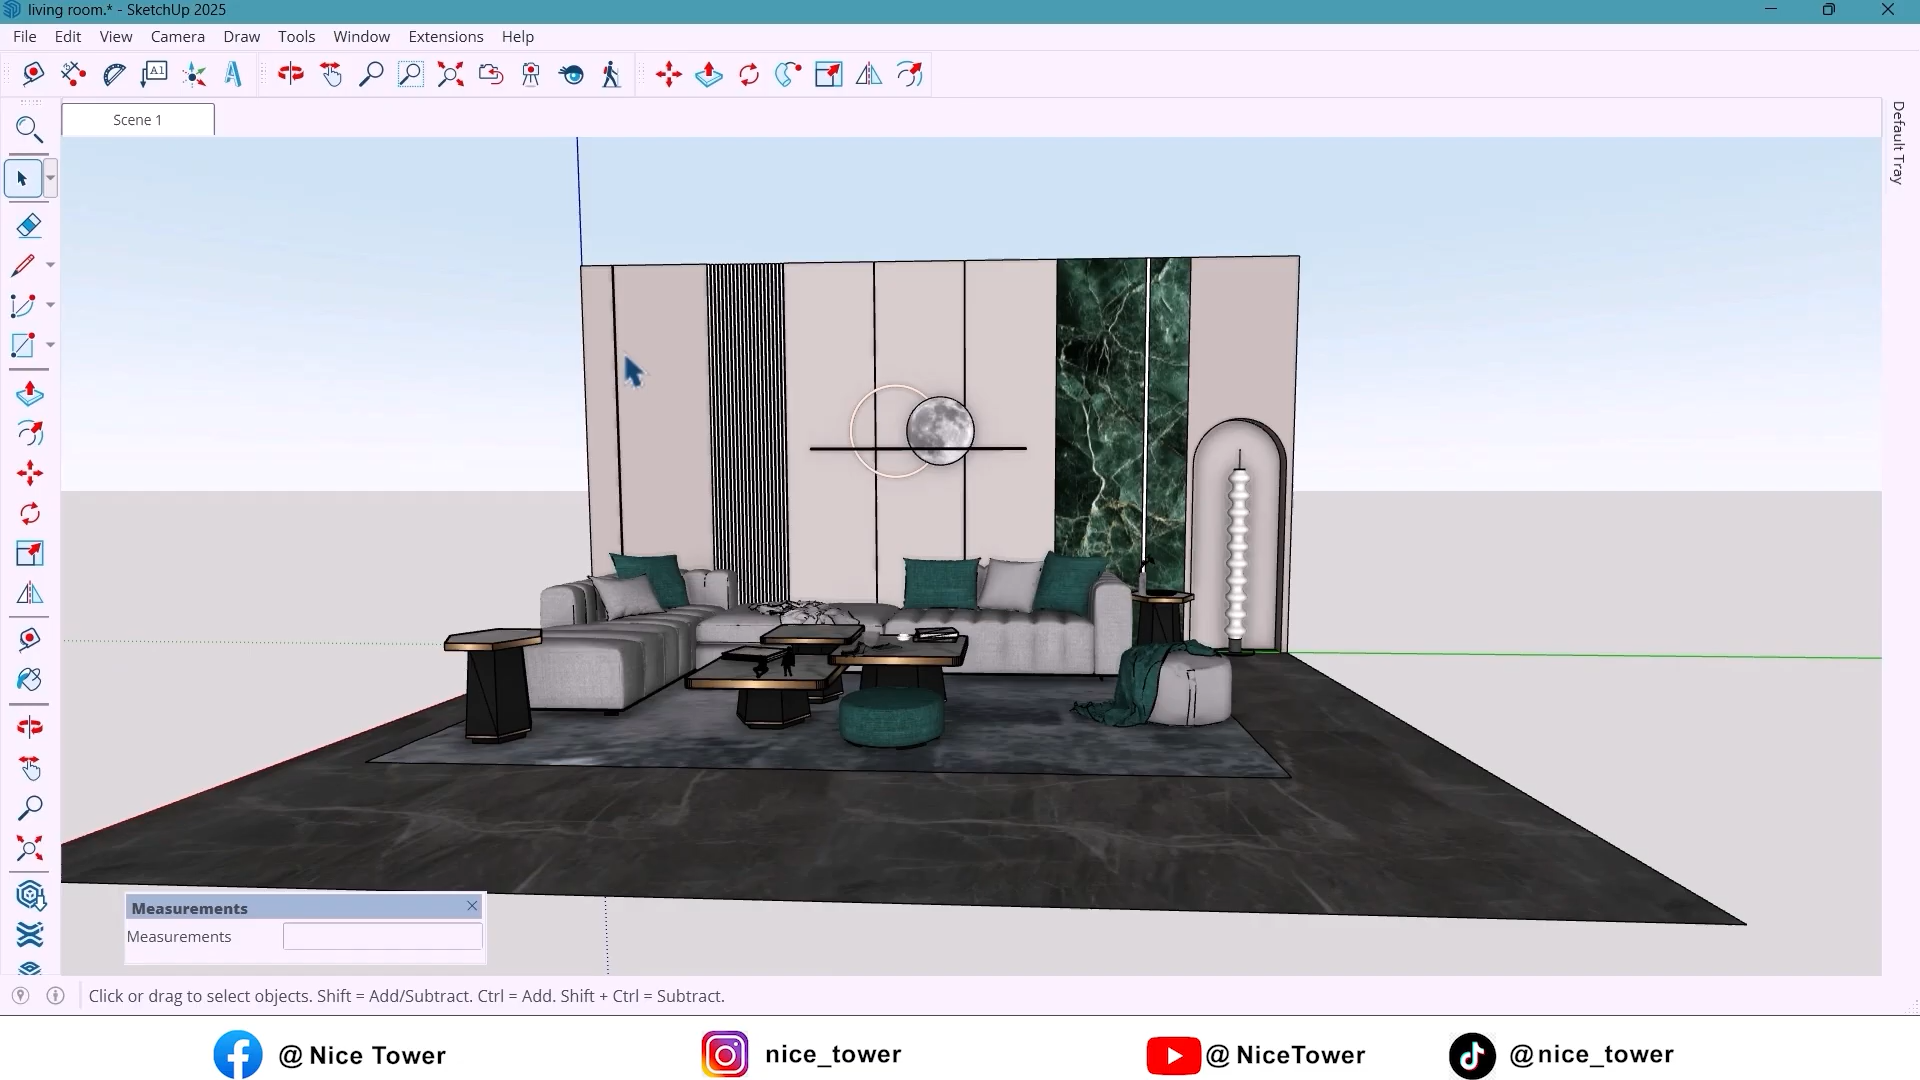 living room.* - SketchUp 2025
File Edit View Camera Draw Tools Window Extensions Help
A1
Scene 1
Default Tray
Measurements
Measurements
Click or drag to select objects. Shift = Add/Subtract. Ctrl = Add. Shift + Ctrl = Subtract.
@ Nice Tower nice_tower @ NiceTower @nice_tower